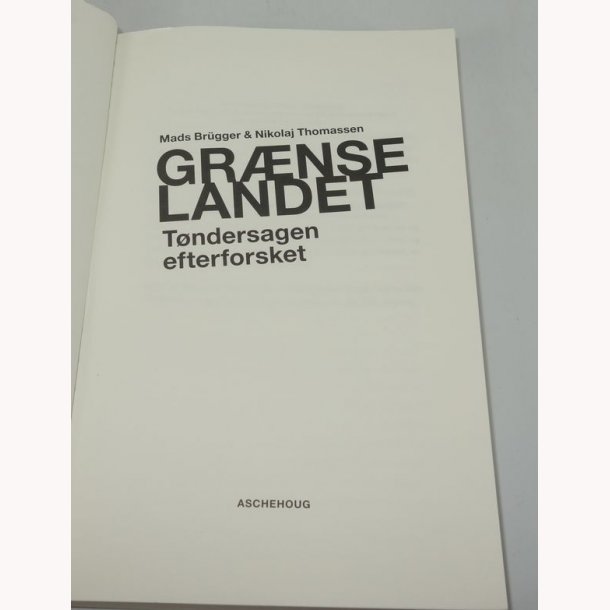 Mads Brügger & Nikolaj Thomassen
GRÆNSE
LANDET
Tøndersagen
efterforsket
ASCHEHOUG